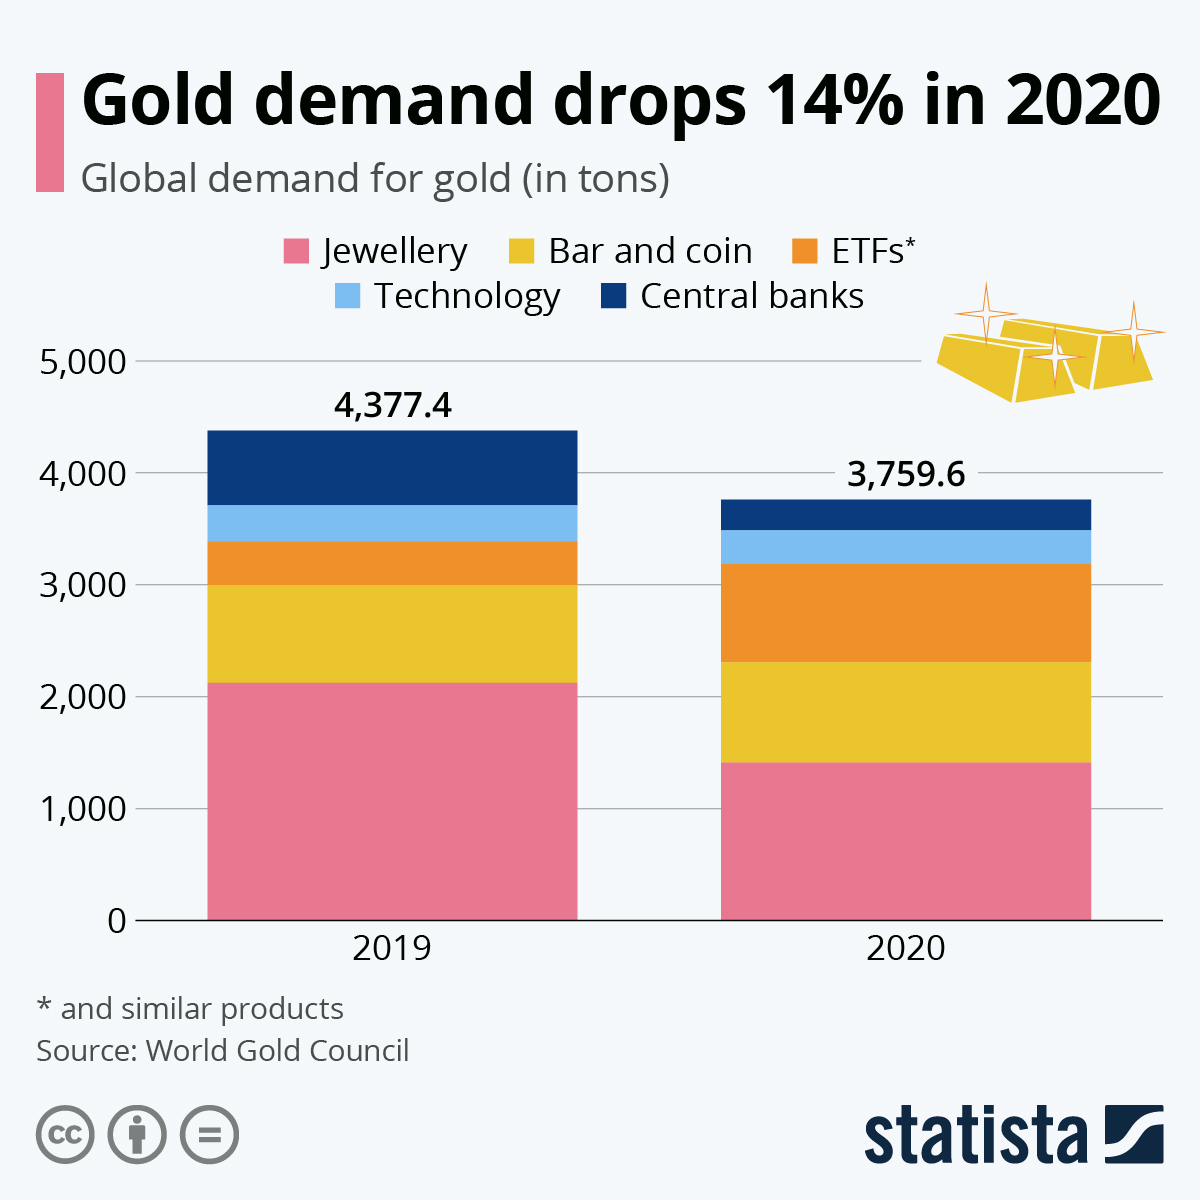 Gold demand drops 14% in 2020
Global demand for gold (in tons)
Jewellery Bar and coin ETFs*
Technology Central banks
5,000
4,377.4
4,000
3,759.6
3,000
2,000
1,000
0
2019 2020
* and similar products
Source: World Gold Council
cc
statista